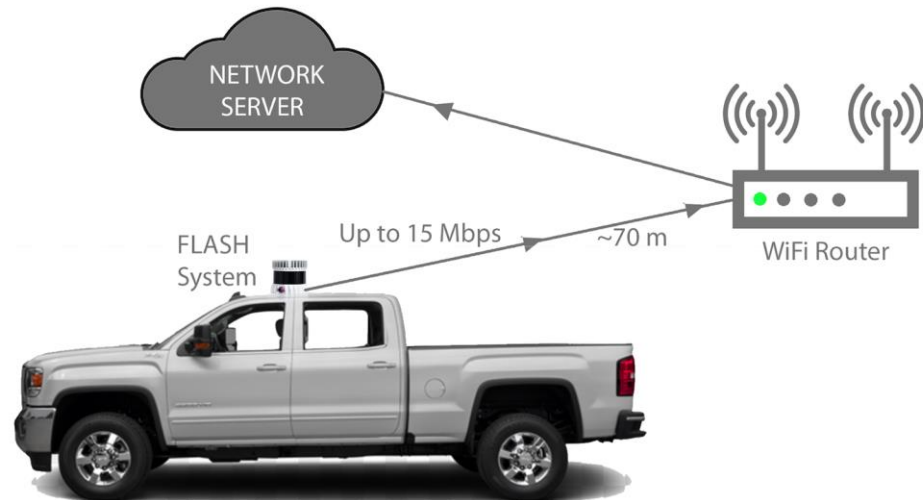 NETWORK
SERVER
FLASH
System
Up to 15 Mbps
~70 m
WiFi Router